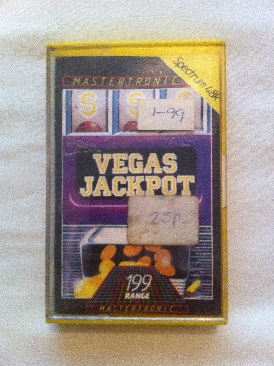 MASTERTRONIC
Spectrum 48K
$ $ $
1-99
VEGAS
JACKPOT
25p.
199
RANGE
MASTERTRONIC